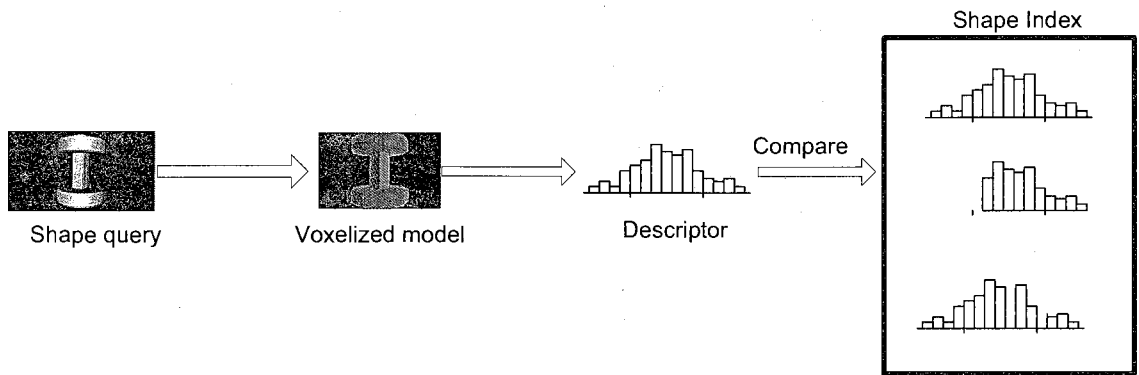 Shape Index
Compare
Shape query
Voxelized model
Descriptor